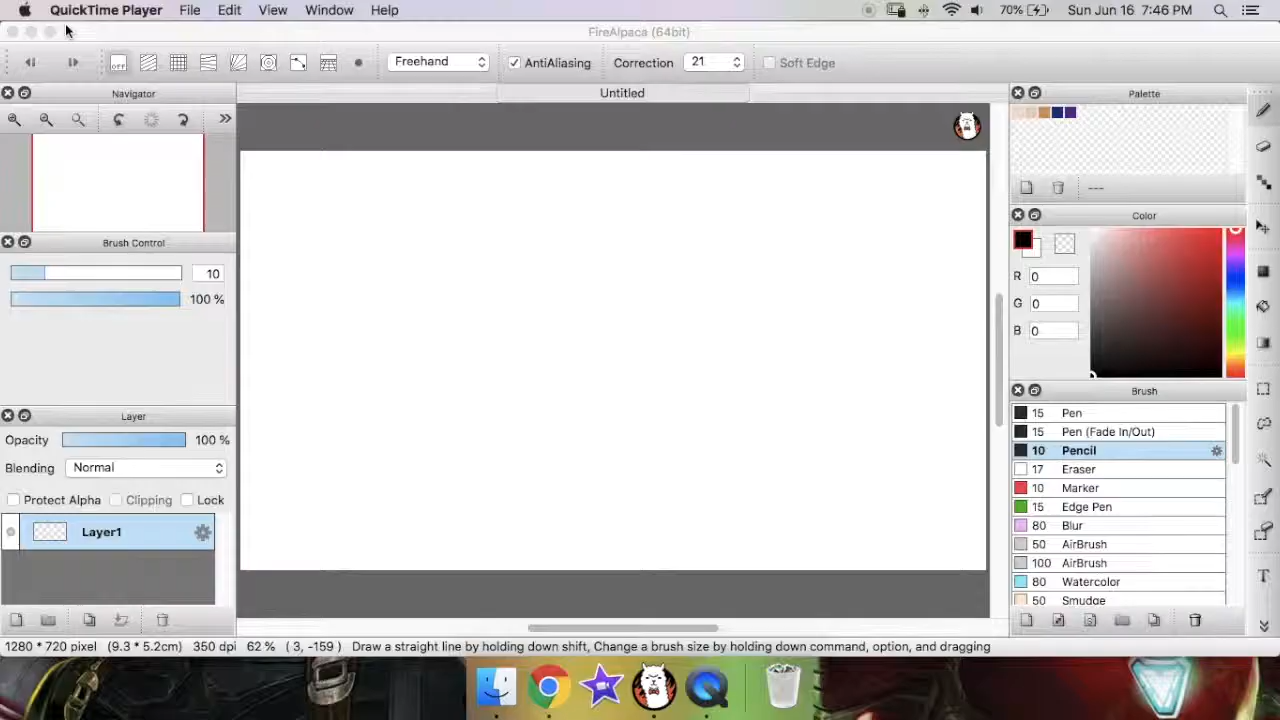 QuickTime Player File Edit View Window Help 70% Sun Jun 16 7:46 PM
FireAlpaca (64bit)
OFF Freehand AntiAliasing Correction 21 Soft Edge
Navigator
Untitled
Palette
---
Brush Control
10
100 %
Color
R 0
G 0
B 0
Layer
Opacity 100 %
Blending Normal
Protect Alpha Clipping Lock
Layer1
Brush
15 Pen
15 Pen (Fade In/Out)
10 Pencil
17 Eraser
10 Marker
15 Edge Pen
80 Blur
50 AirBrush
100 AirBrush
80 Watercolor
50 Smudge
T
1280 * 720 pixel (9.3 * 5.2cm) 350 dpi 62 % ( 3, -159 ) Draw a straight line by holding down shift, Change a brush size by holding down command, option, and dragging